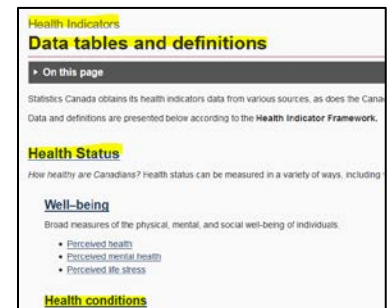 Health Indicators
Data tables and definitions
On this page
Statistics Canada obtains its health indicators data from various sources, as does the Cana
Data and definitions are presented below according to the Health Indicator Framework.
Health Status
How healthy are Canadians? Health status can be measured in a variety of ways, including
Well–being
Broad measures of the physical, mental, and social well-being of individuals.
Perceived health
Perceived mental health
Perceived life stress
Health conditions